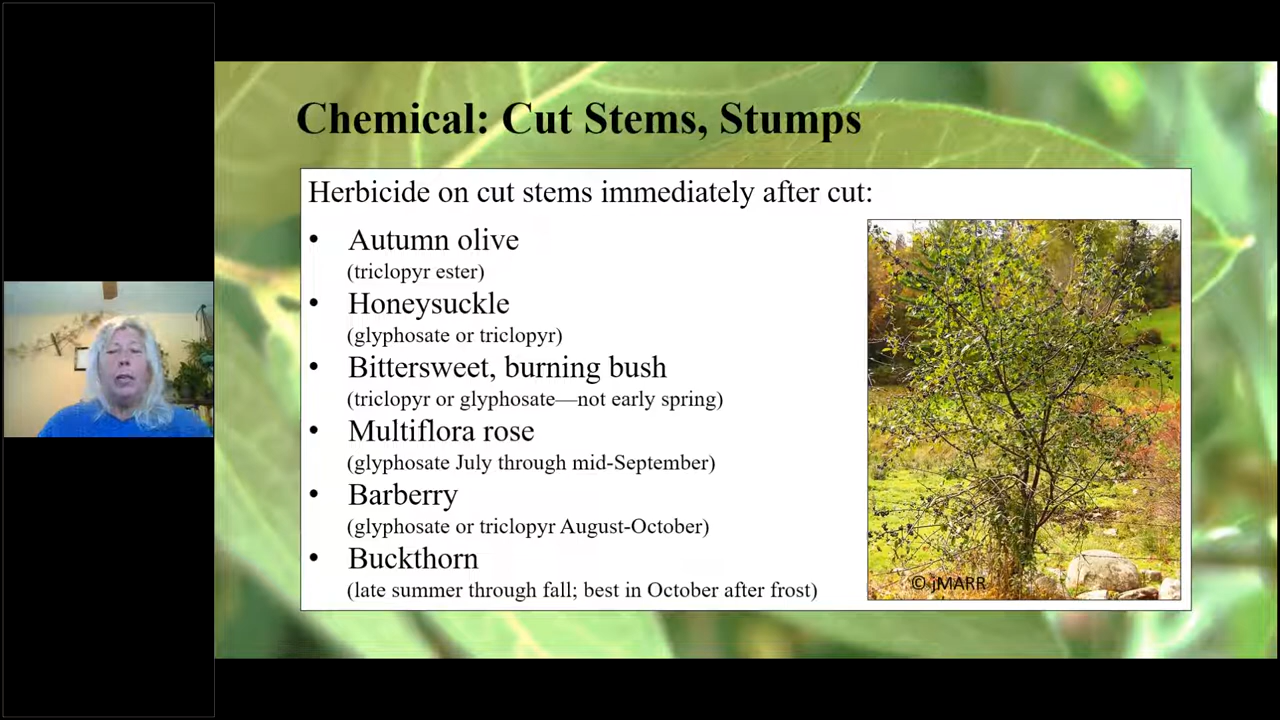 Chemical: Cut Stems, Stumps
Herbicide on cut stems immediately after cut:
• Autumn olive
(triclopyr ester)
• Honeysuckle
(glyphosate or triclopyr)
• Bittersweet, burning bush
(triclopyr or glyphosate—not early spring)
• Multiflora rose
(glyphosate July through mid-September)
• Barberry
(glyphosate or triclopyr August-October)
• Buckthorn
(late summer through fall; best in October after frost)
© jMARR